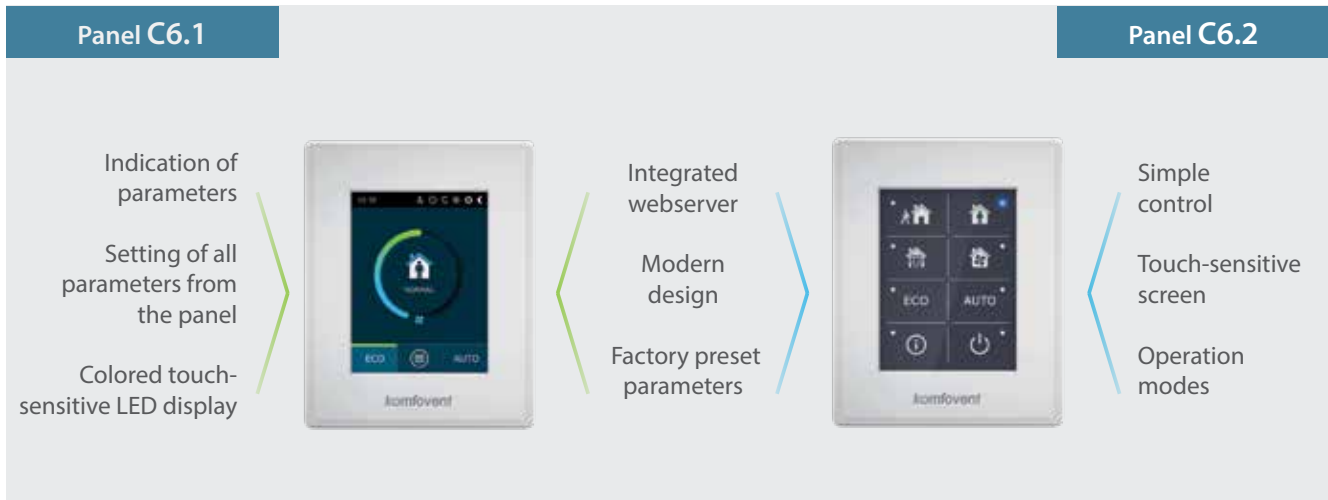 Panel C6.1
Panel C6.2
Indication of
parameters
Setting of all
parameters from
the panel
Colored touch-
sensitive LED display
NORMAL
ECO
AUTO
komfovent
Integrated
webserver
Modern
design
Factory preset
parameters
ECO
AUTO
komfovent
Simple
control
Touch-sensitive
screen
Operation
modes